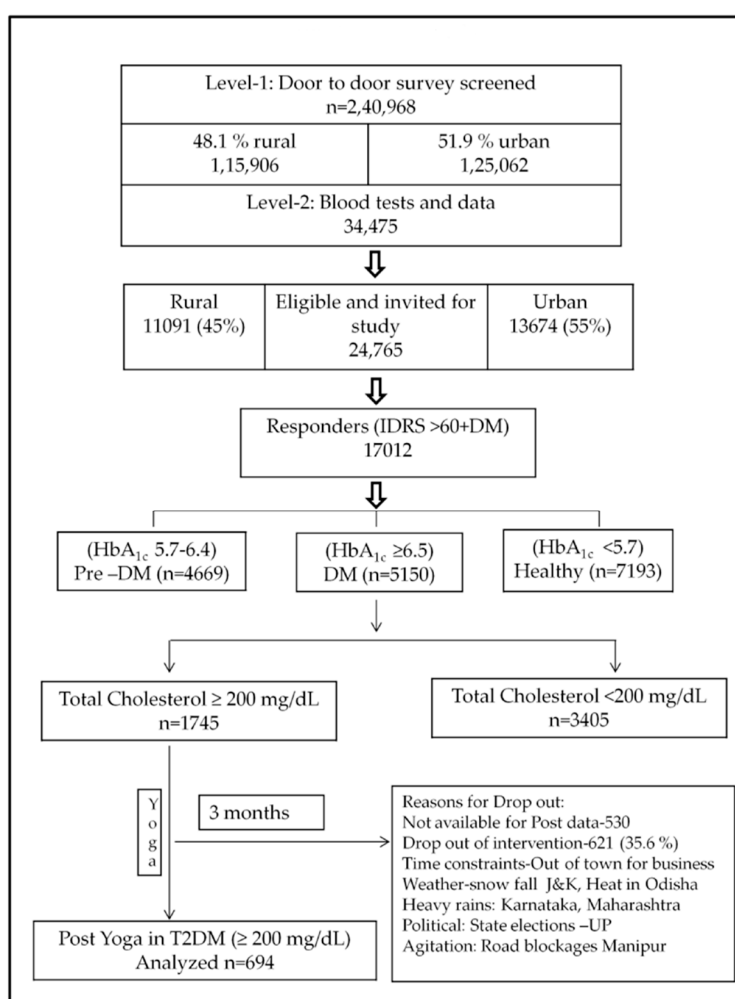 Level-1: Door to door survey screened
n=2,40,968
48.1 % rural
1,15,906
51.9 % urban
1,25,062
Level-2: Blood tests and data
34,475
Rural
11091 (45%)
Eligible and invited for
study
24,765
Urban
13674 (55%)
Responders (IDRS >60+DM)
17012
(HbA1c 5.7-6.4)
Pre –DM (n=4669)
(HbA1c ≥6.5)
DM (n=5150)
(HbA1c <5.7)
Healthy (n=7193)
Total Cholesterol ≥ 200 mg/dL
n=1745
Total Cholesterol <200 mg/dL
n=3405
Yoga
3 months
Reasons for Drop out:
Not available for Post data-530
Drop out of intervention-621 (35.6 %)
Time constraints-Out of town for business
Weather-snow fall J&K, Heat in Odisha
Heavy rains: Karnataka, Maharashtra
Political: State elections –UP
Agitation: Road blockages Manipur
Post Yoga in T2DM (≥ 200 mg/dL)
Analyzed n=694